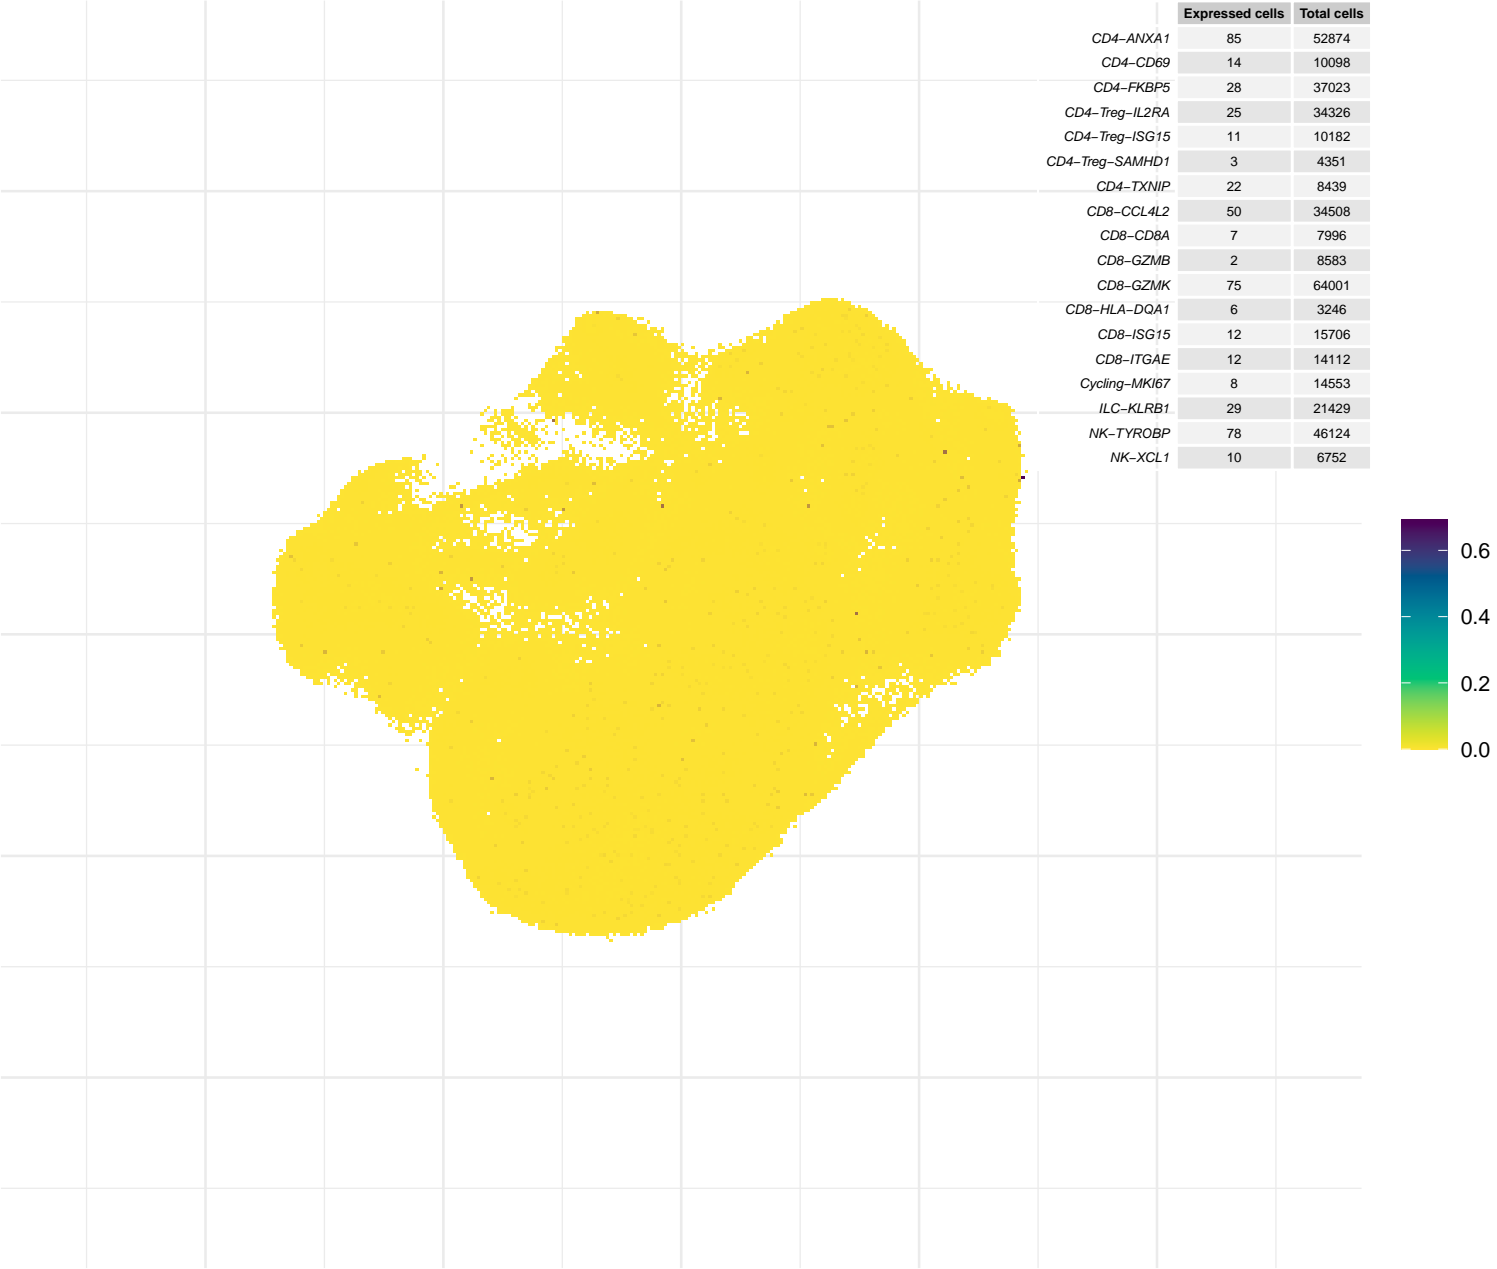 Expressed cells Total cells
CD4−ANXA1 85 52874
CD4−CD69 14 10098
CD4−FKBP5 28 37023
CD4−Treg−IL2RA 25 34326
CD4−Treg−ISG15 11 10182
CD4−Treg−SAMHD1 3 4351
CD4−TXNIP 22 8439
CD8−CCL4L2 50 34508
CD8−CD8A 7 7996
CD8−GZMB 2 8583
CD8−GZMK 75 64001
CD8−HLA−DQA1 6 3246
CD8−ISG15 12 15706
CD8−ITGAE 12 14112
Cycling−MKI67 8 14553
ILC−KLRB1 29 21429
NK−TYROBP 78 46124
NK−XCL1 10 6752
0.6
0.4
0.2
0.0